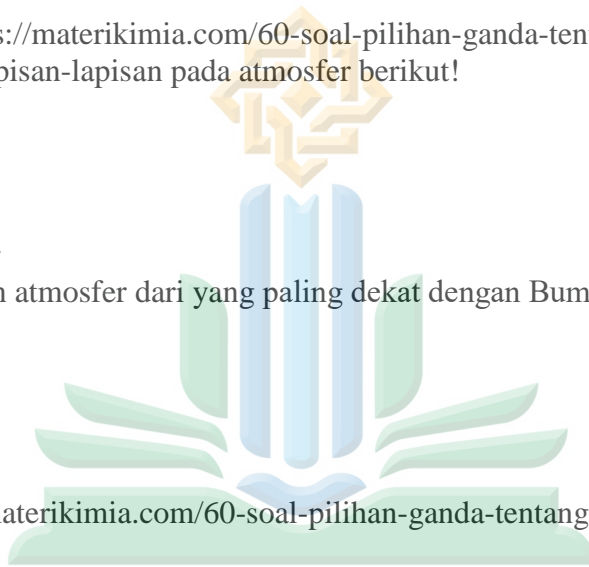 s://materikimia.com/60-soal-pilihan-ganda-ten
pisan-lapisan pada atmosfer berikut!
n atmosfer dari yang paling dekat dengan Bum
naterikimia.com/60-soal-pilihan-ganda-tentang